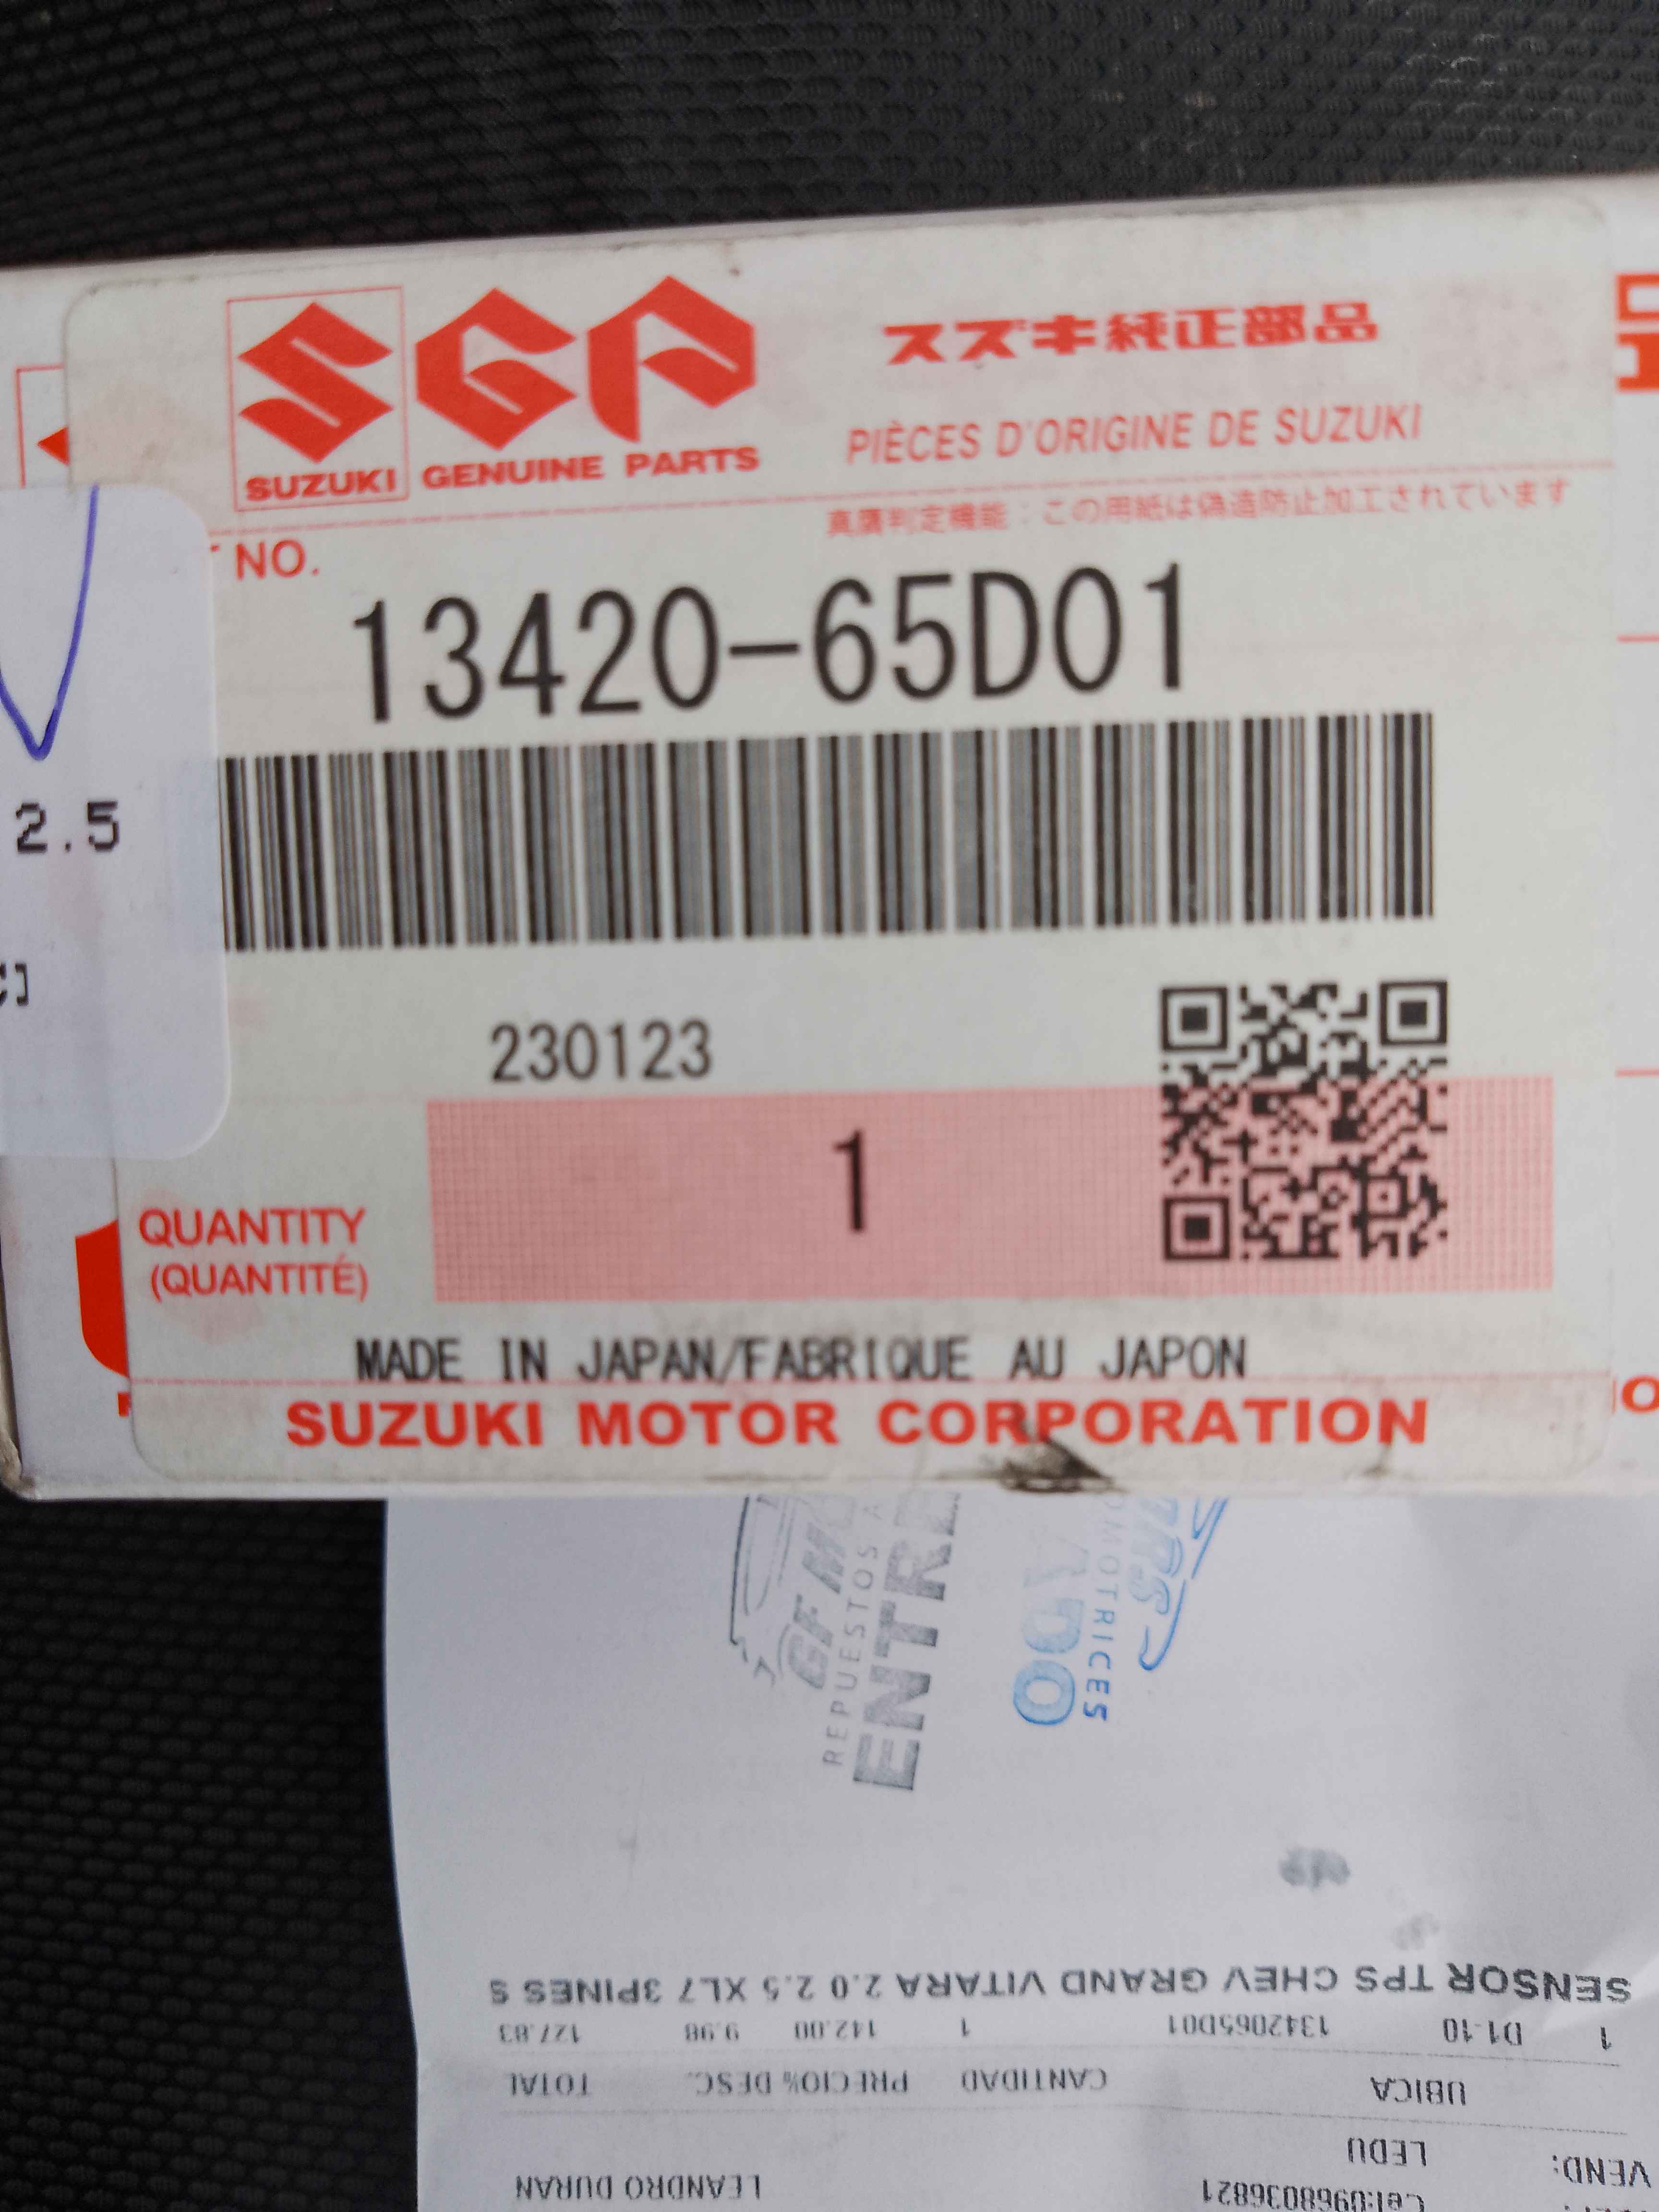 SGP
SUZUKI GENUINE PARTS
スズキ純正部品
PIÈCES D'ORIGINE DE SUZUKI
真贋判定機能：この用紙は偽造防止加工されています
NO.
13420-65D01
2.5
230123
1
QUANTITY
(QUANTITÉ)
MADE IN JAPAN/FABRIQUE AU JAPON
SUZUKI MOTOR CORPORATION
GF
REPUESTOS A
ENTRE
OMOTRICES
SENSOR TPS CHEV GRAND VITARA 2.0 2.5 XL7 3PINES S
1 D1-10 1342065D01 1 142.00 9.98 127.83
UBICA CANTIDAD PRECIO% DESC. TOTAL
VEND: LEDU
Cel:0968036821 LEANDRO DURAN